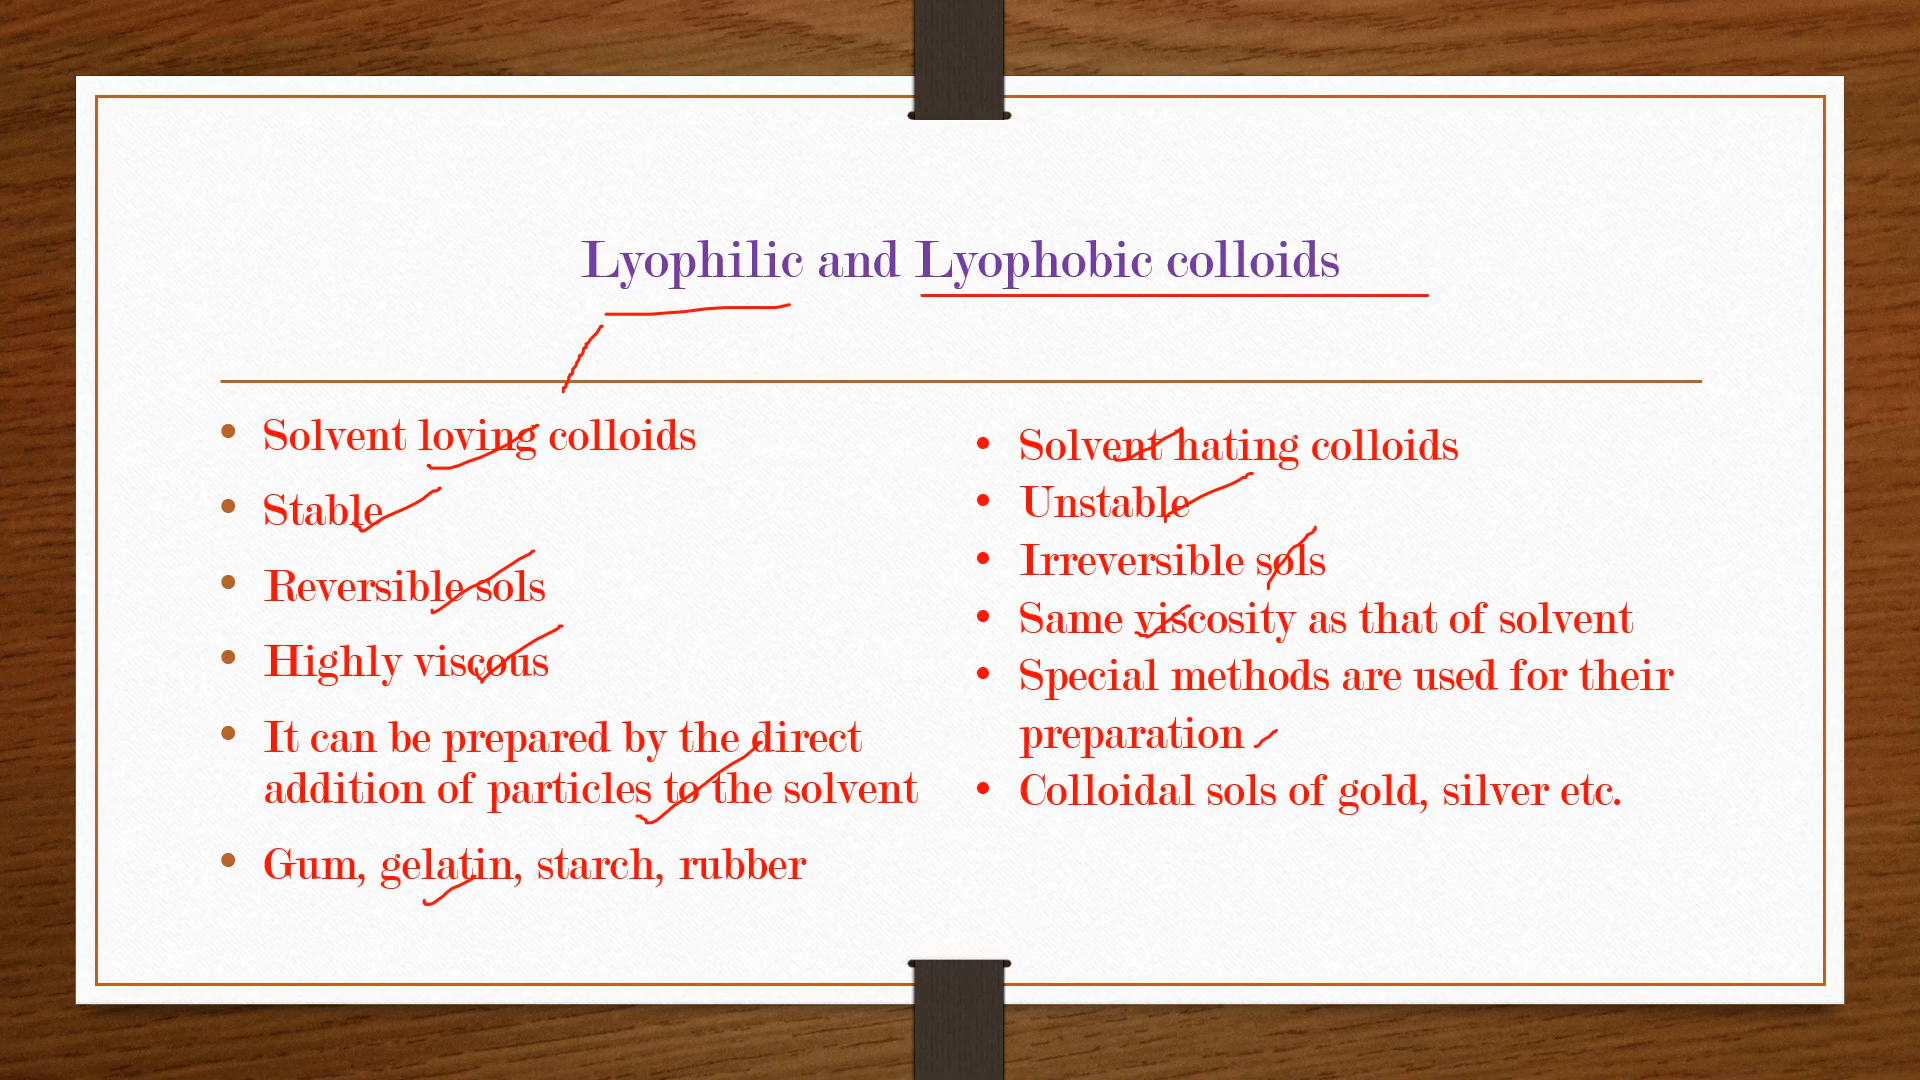 Lyophilic and Lyophobic colloids
• Solvent loving colloids
• Stable
• Reversible sols
• Highly viscous
• It can be prepared by the direct
addition of particles to the solvent
• Gum, gelatin, starch, rubber
• Solvent hating colloids
• Unstable
• Irreversible sols
• Same viscosity as that of solvent
• Special methods are used for their
preparation
• Colloidal sols of gold, silver etc.